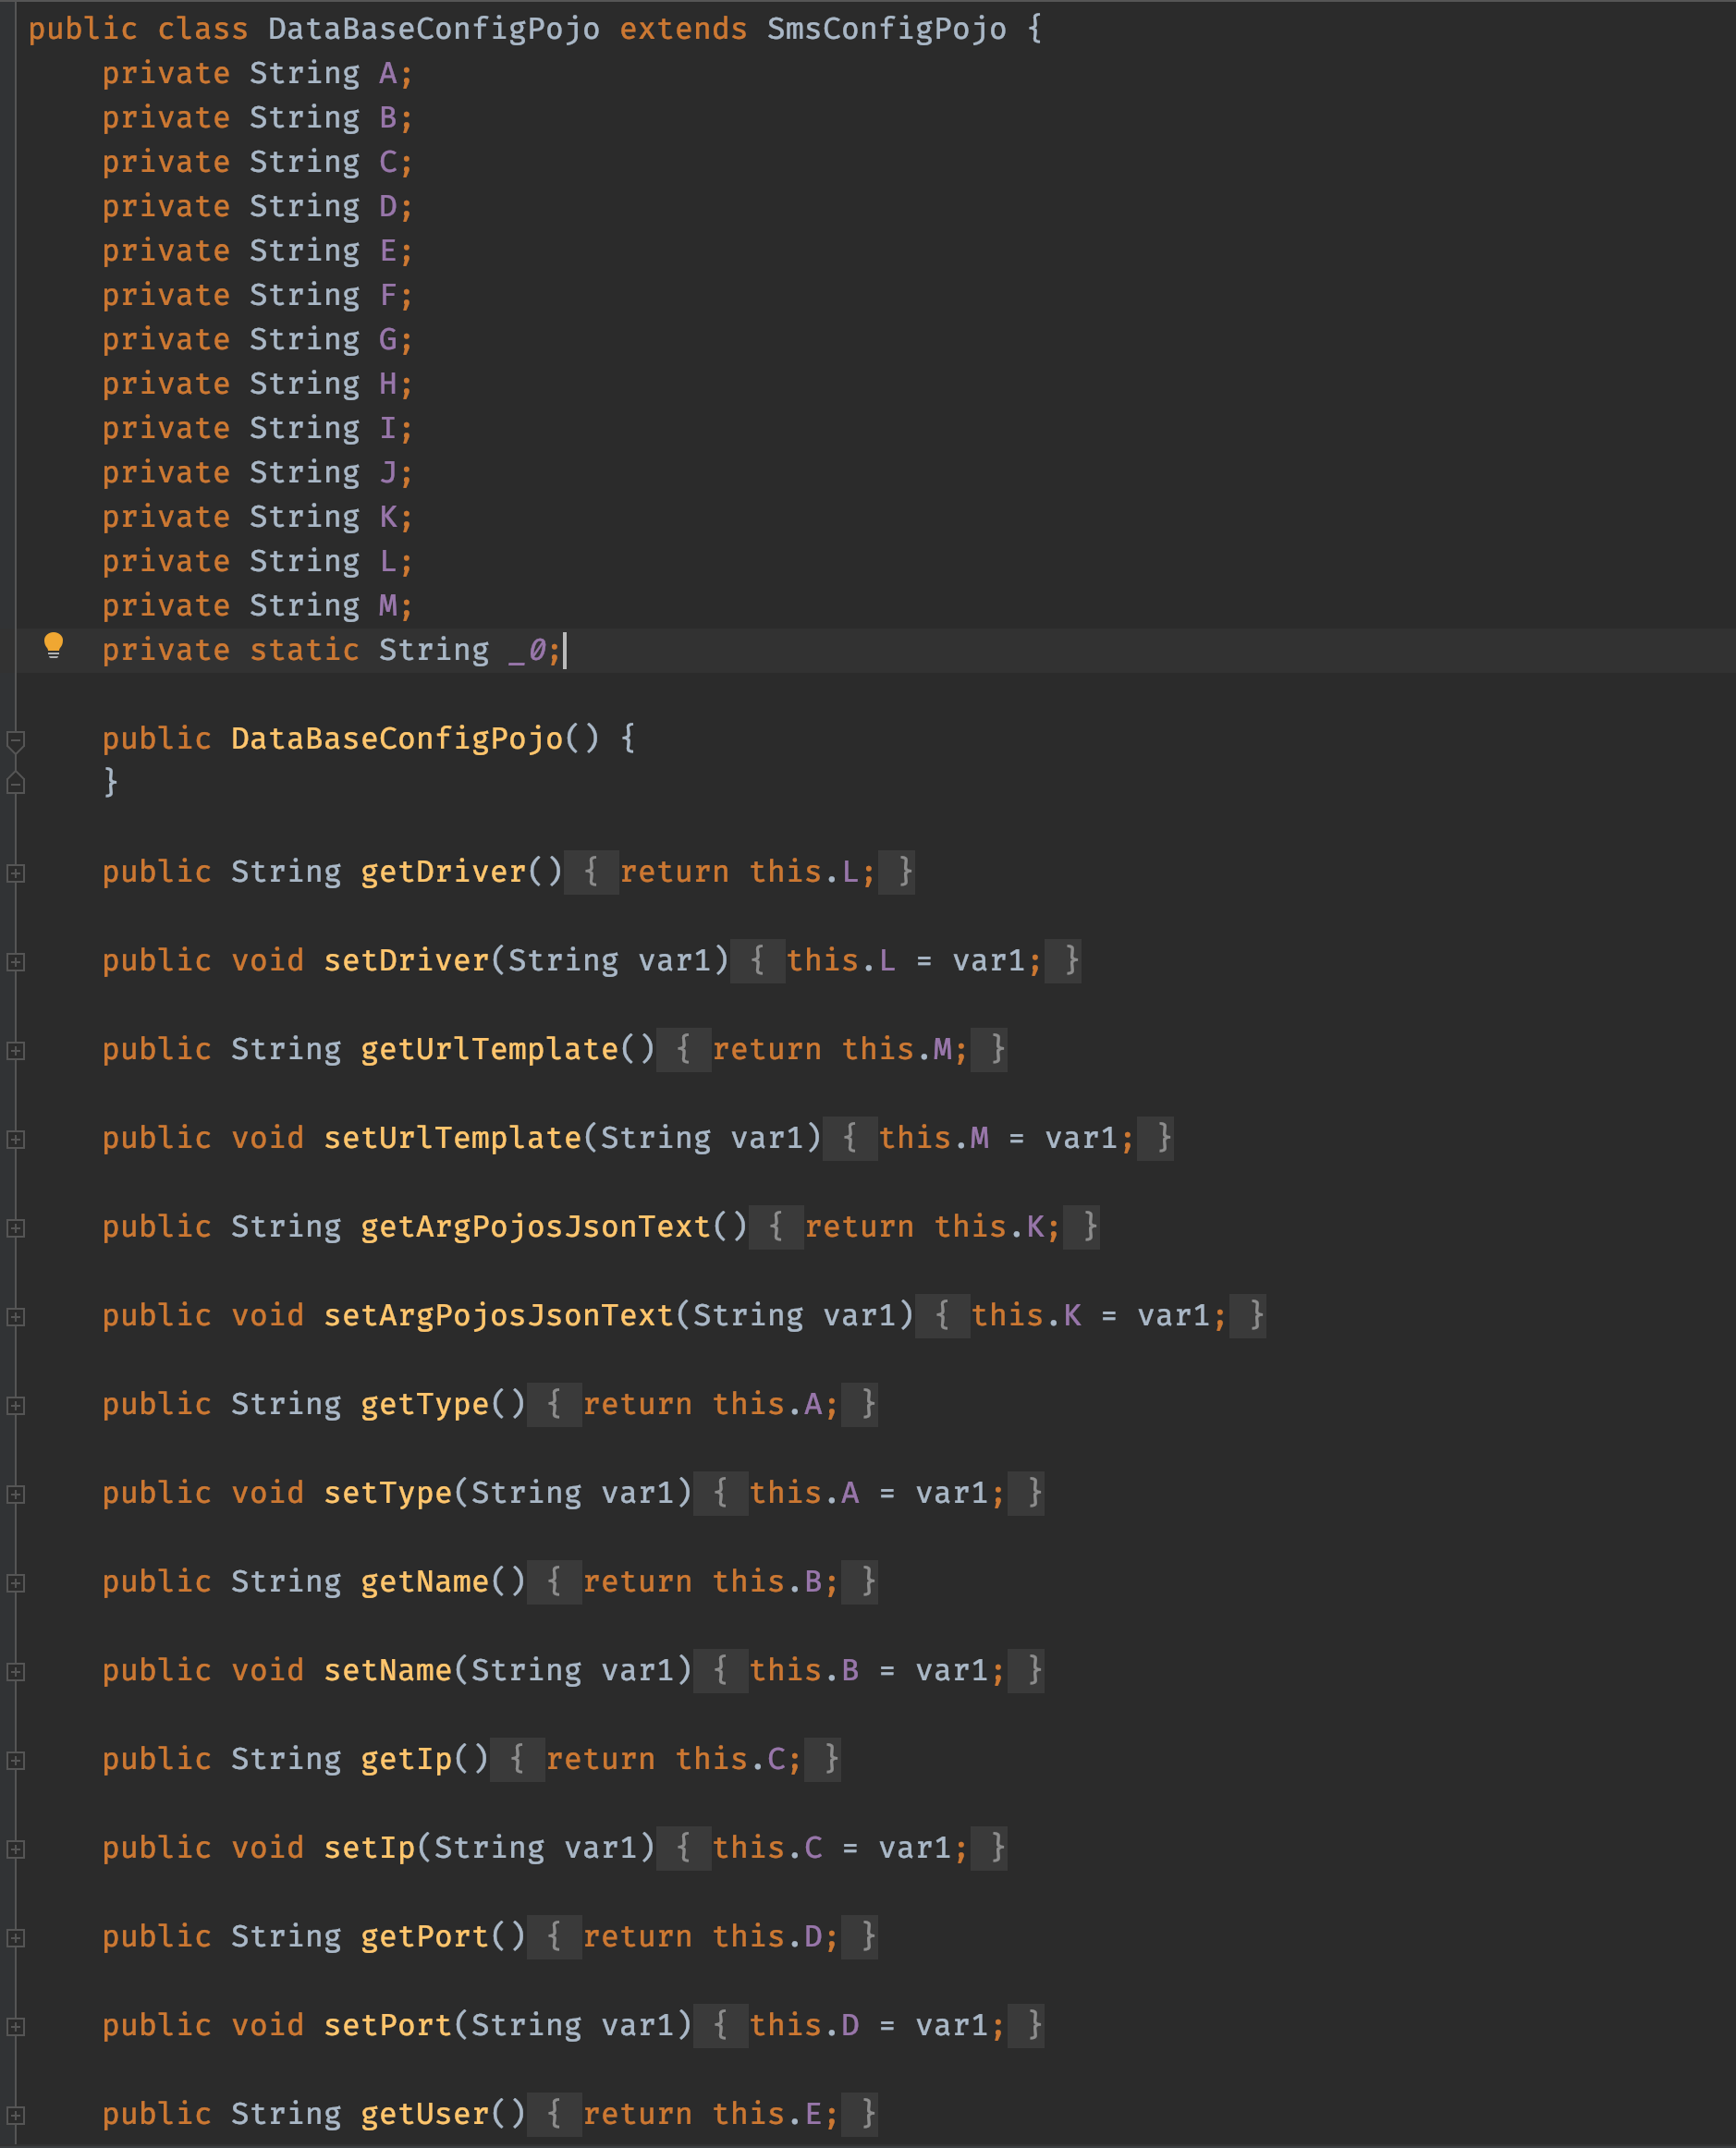 public class DataBaseConfigPojo extends SmsConfigPojo {
    private String A;
    private String B;
    private String C;
    private String D;
    private String E;
    private String F;
    private String G;
    private String H;
    private String I;
    private String J;
    private String K;
    private String L;
    private String M;
    private static String _0;
    public DataBaseConfigPojo() {
    }
    public String getDriver() { return this.L; }
    public void setDriver(String var1) { this.L = var1; }
    public String getUrlTemplate() { return this.M; }
    public void setUrlTemplate(String var1) { this.M = var1; }
    public String getArgPojosJsonText() { return this.K; }
    public void setArgPojosJsonText(String var1) { this.K = var1; }
    public String getType() { return this.A; }
    public void setType(String var1) { this.A = var1; }
    public String getName() { return this.B; }
    public void setName(String var1) { this.B = var1; }
    public String getIp() { return this.C; }
    public void setIp(String var1) { this.C = var1; }
    public String getPort() { return this.D; }
    public void setPort(String var1) { this.D = var1; }
    public String getUser() { return this.E; }